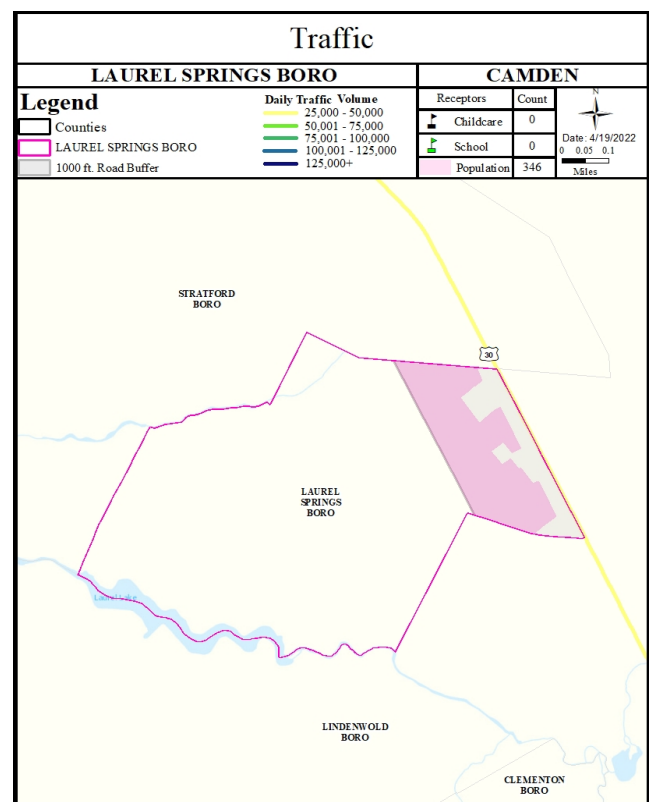 Traffic
LAUREL SPRINGS BORO
CAMDEN
Legend
Counties
LAUREL SPRINGS BORO
1000 ft. Road Buffer
Daily Traffic Volume
25,000 - 50,000
50,001 - 75,000
75,001 - 100,000
100,001 - 125,000
125,000+
Receptors Count
Childcare 0
School 0
Population 346
N
Date: 4/19/2022
0 0.05 0.1
Miles
STRATFORD
BORO
30
LAUREL
SPRINGS
BORO
Laurel Lake
LINDENWOLD
BORO
CLEMENTON
BORO